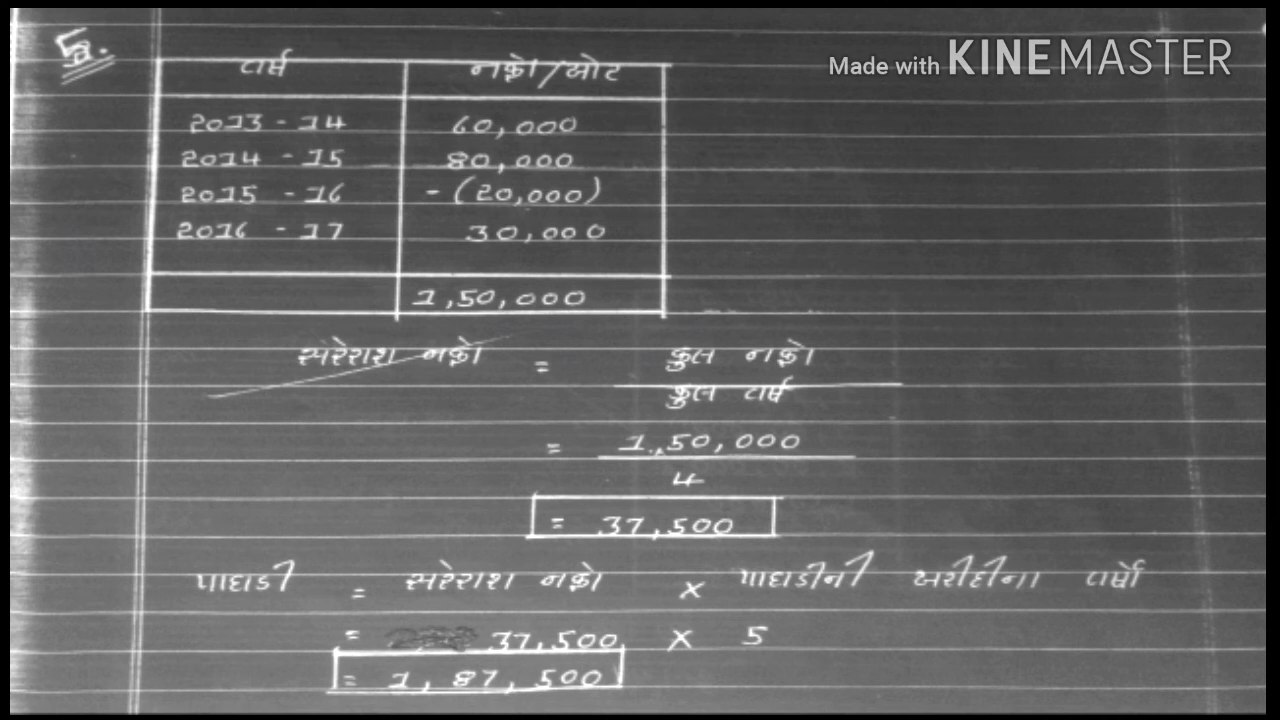 5.
Made with KINEMASTER
વાર્ષ નફો/ખોટ
2013 - 14 60,000
2014 - 15 80,000
2015 - 16 - (20,000)
2016 - 17 30,000
1,50,000
સરેરાશ નફો = કુલ નફો
કુલ વાર્ષ
= 1,50,000
4
= 37,500
પાઘડી = સરેરાશ નફો × પાઘડીની ખરીદીના વર્ષો
= 37,500 × 5
= 1,87,500